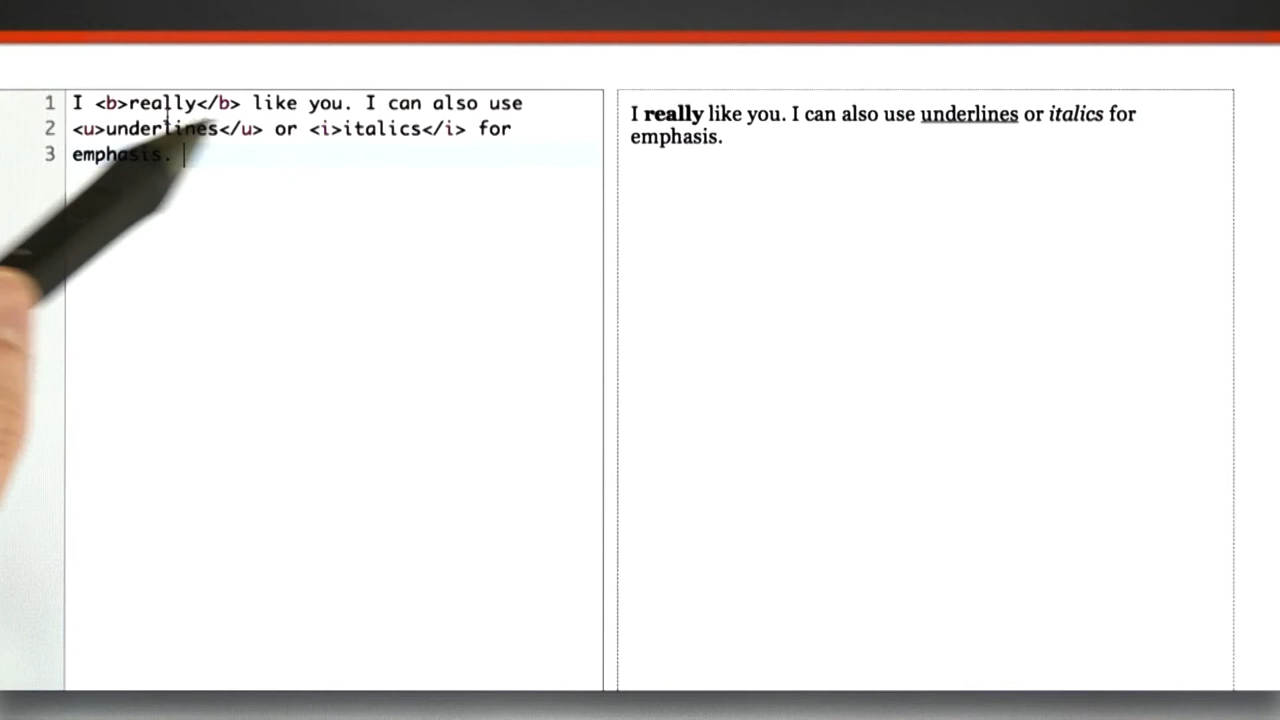 1 I <b>really</b> like you. I can also use
2 <u>underlines</u> or <i>italics</i> for
3 emphasis.
I really like you. I can also use underlines or italics for
emphasis.